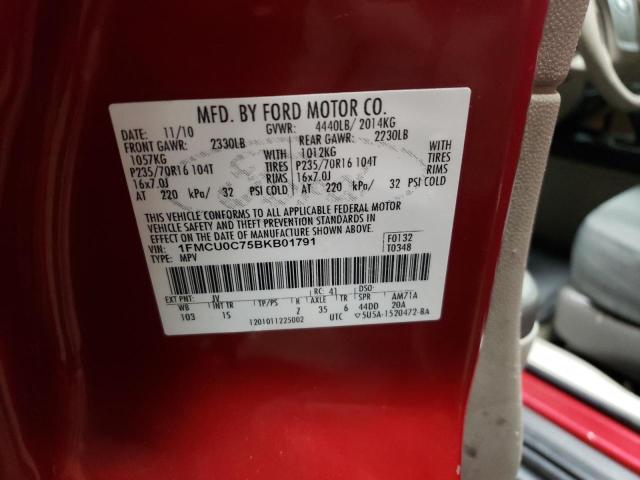 MFD. BY FORD MOTOR CO.
DATE: 11/10 GVWR: 4440LB/ 2014KG
FRONT GAWR: 2330LB REAR GAWR: 2230LB
1057KG WITH 1012KG WITH
P235/70R16 104T TIRES P235/70R16 104T TIRES
16x7.0J RIMS 16x7.0J RIMS
AT 220 kPa/ 32 PSI COLD AT 220 kPa/ 32 PSI COLD
THIS VEHICLE CONFORMS TO ALL APPLICABLE FEDERAL MOTOR
VEHICLE SAFETY AND THEFT PREVENTION STANDARDS IN
EFFECT ON THE DATE OF MANUFACTURE SHOWN ABOVE.
VIN: 1FMCU0C75BKB01791 F0132
TYPE: MPV T0348
EXT PNT: JV RC: 41 DSO:
WB INT TR TP/PS R AXLE TR SPR AM71A
103 IS Z 35 6 44DD 20A
1201011225002 UTC 5U5A-1520472-BA